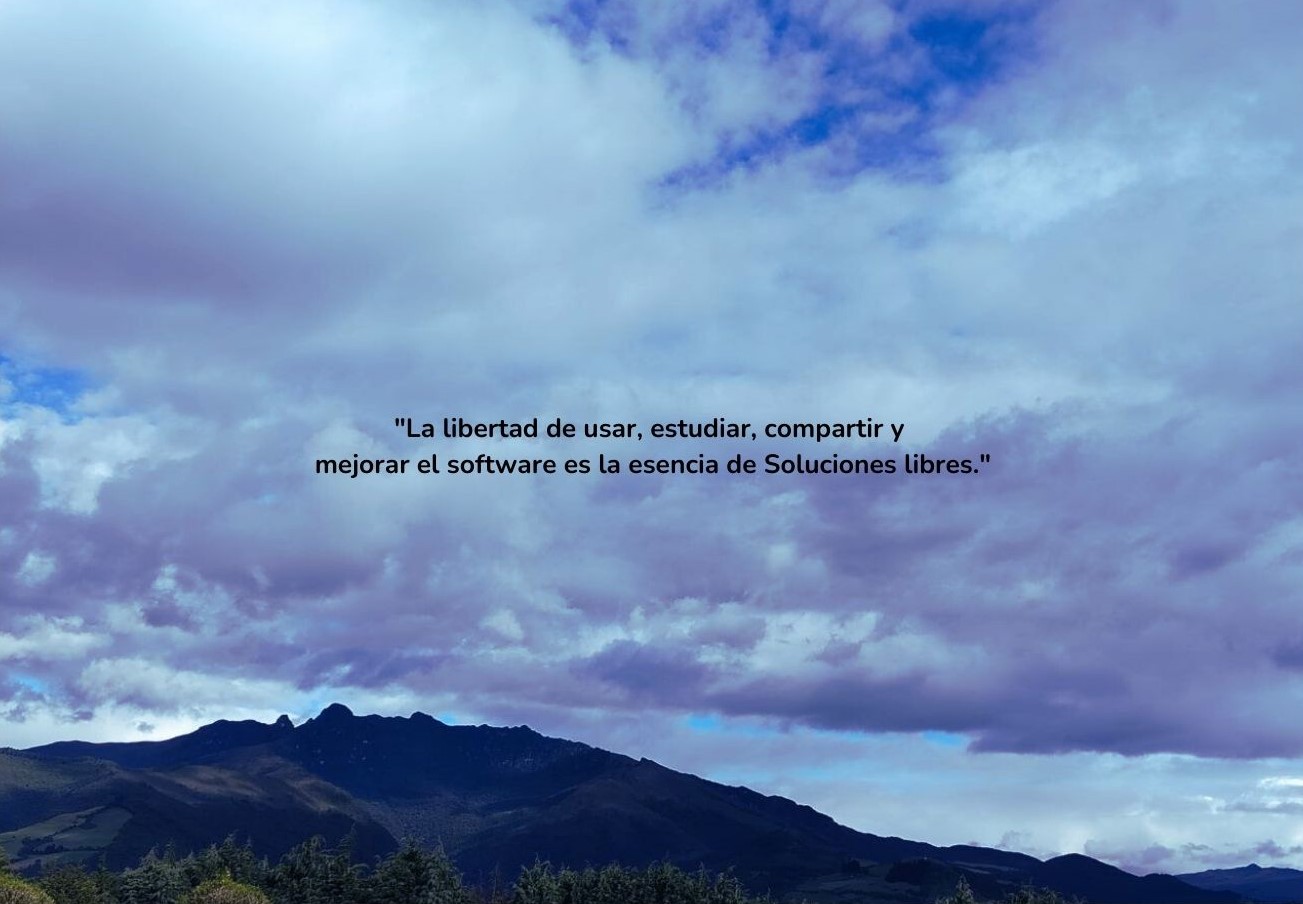 "La libertad de usar, estudiar, compartir y
mejorar el software es la esencia de Soluciones libres."